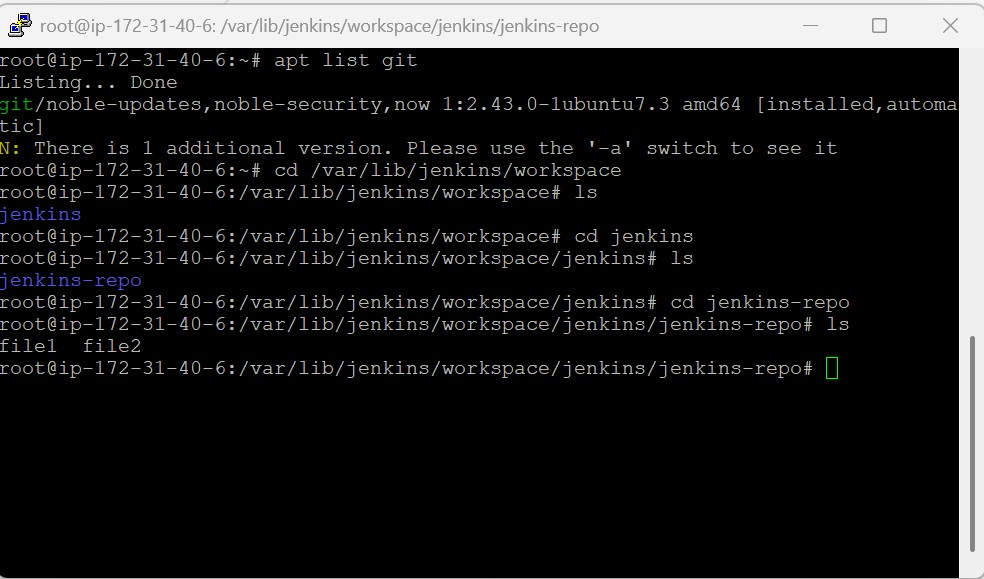 root@ip-172-31-40-6: /var/lib/jenkins/workspace/jenkins/jenkins-repo
root@ip-172-31-40-6:~# apt list git
Listing... Done
git/noble-updates,noble-security,now 1:2.43.0-1ubuntu7.3 amd64 [installed,automa
tic]
N: There is 1 additional version. Please use the '-a' switch to see it
root@ip-172-31-40-6:~# cd /var/lib/jenkins/workspace
root@ip-172-31-40-6:/var/lib/jenkins/workspace# ls
jenkins
root@ip-172-31-40-6:/var/lib/jenkins/workspace# cd jenkins
root@ip-172-31-40-6:/var/lib/jenkins/workspace/jenkins# ls
jenkins-repo
root@ip-172-31-40-6:/var/lib/jenkins/workspace/jenkins# cd jenkins-repo
root@ip-172-31-40-6:/var/lib/jenkins/workspace/jenkins/jenkins-repo# ls
file1  file2
root@ip-172-31-40-6:/var/lib/jenkins/workspace/jenkins/jenkins-repo#